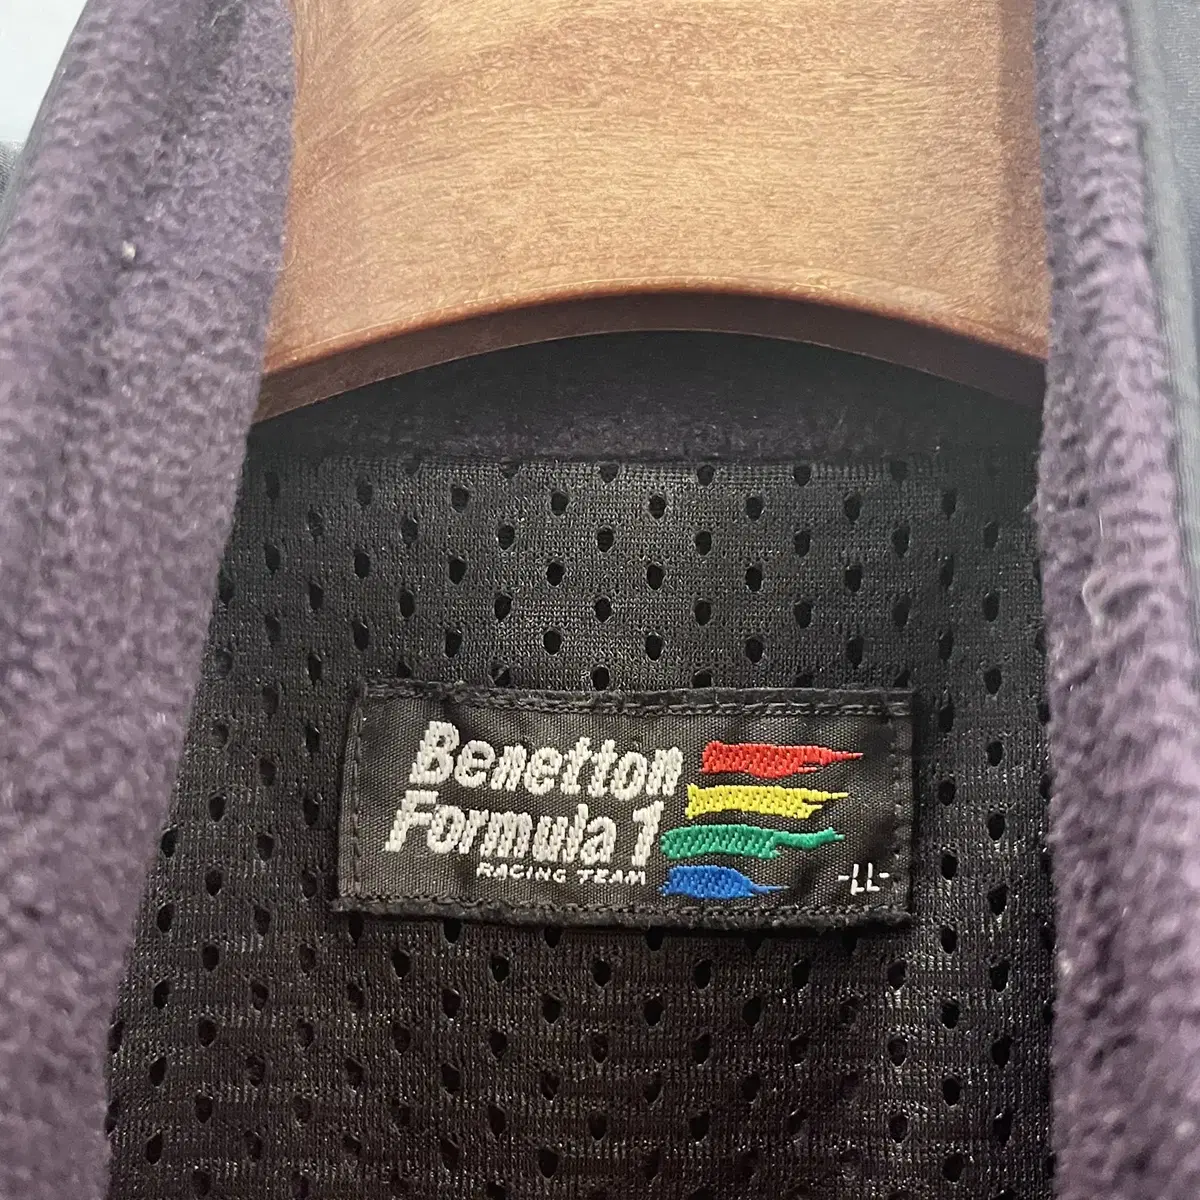 Benetton
Formula 1
RACING TEAM
-LL-